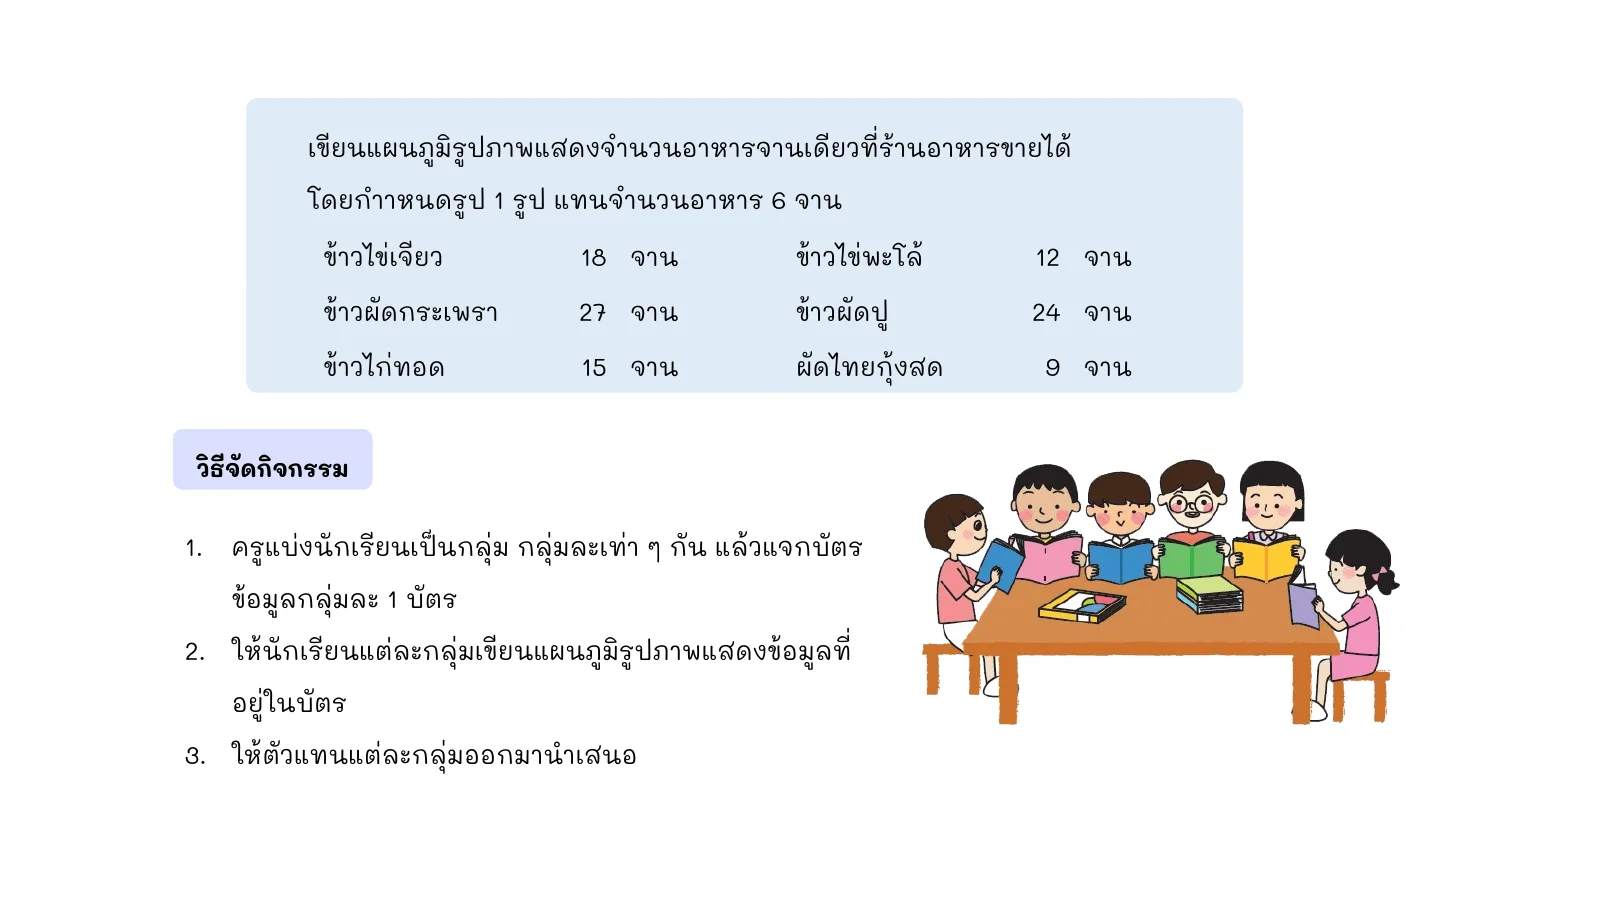 เขียนแผนภูมิรูปภาพแสดงจำนวนอาหารจานเดียวที่ร้านอาหารขายได้
โดยกำาหนดรูป 1 รูป แทนจำนวนอาหาร 6 จาน
ข้าวไข่เจียว 18 จาน ข้าวไข่พะโล้ 12 จาน
ข้าวผัดกระเพรา 27 จาน ข้าวผัดปู 24 จาน
ข้าวไก่ทอด 15 จาน ผัดไทยกุ้งสด 9 จาน
วิธีจัดกิจกรรม
1. ครูแบ่งนักเรียนเป็นกลุ่ม กลุ่มละเท่า ๆ กัน แล้วแจกบัตร
ข้อมูลกลุ่มละ 1 บัตร
2. ให้นักเรียนแต่ละกลุ่มเขียนแผนภูมิรูปภาพแสดงข้อมูลที่
อยู่ในบัตร
3. ให้ตัวแทนแต่ละกลุ่มออกมานำเสนอ